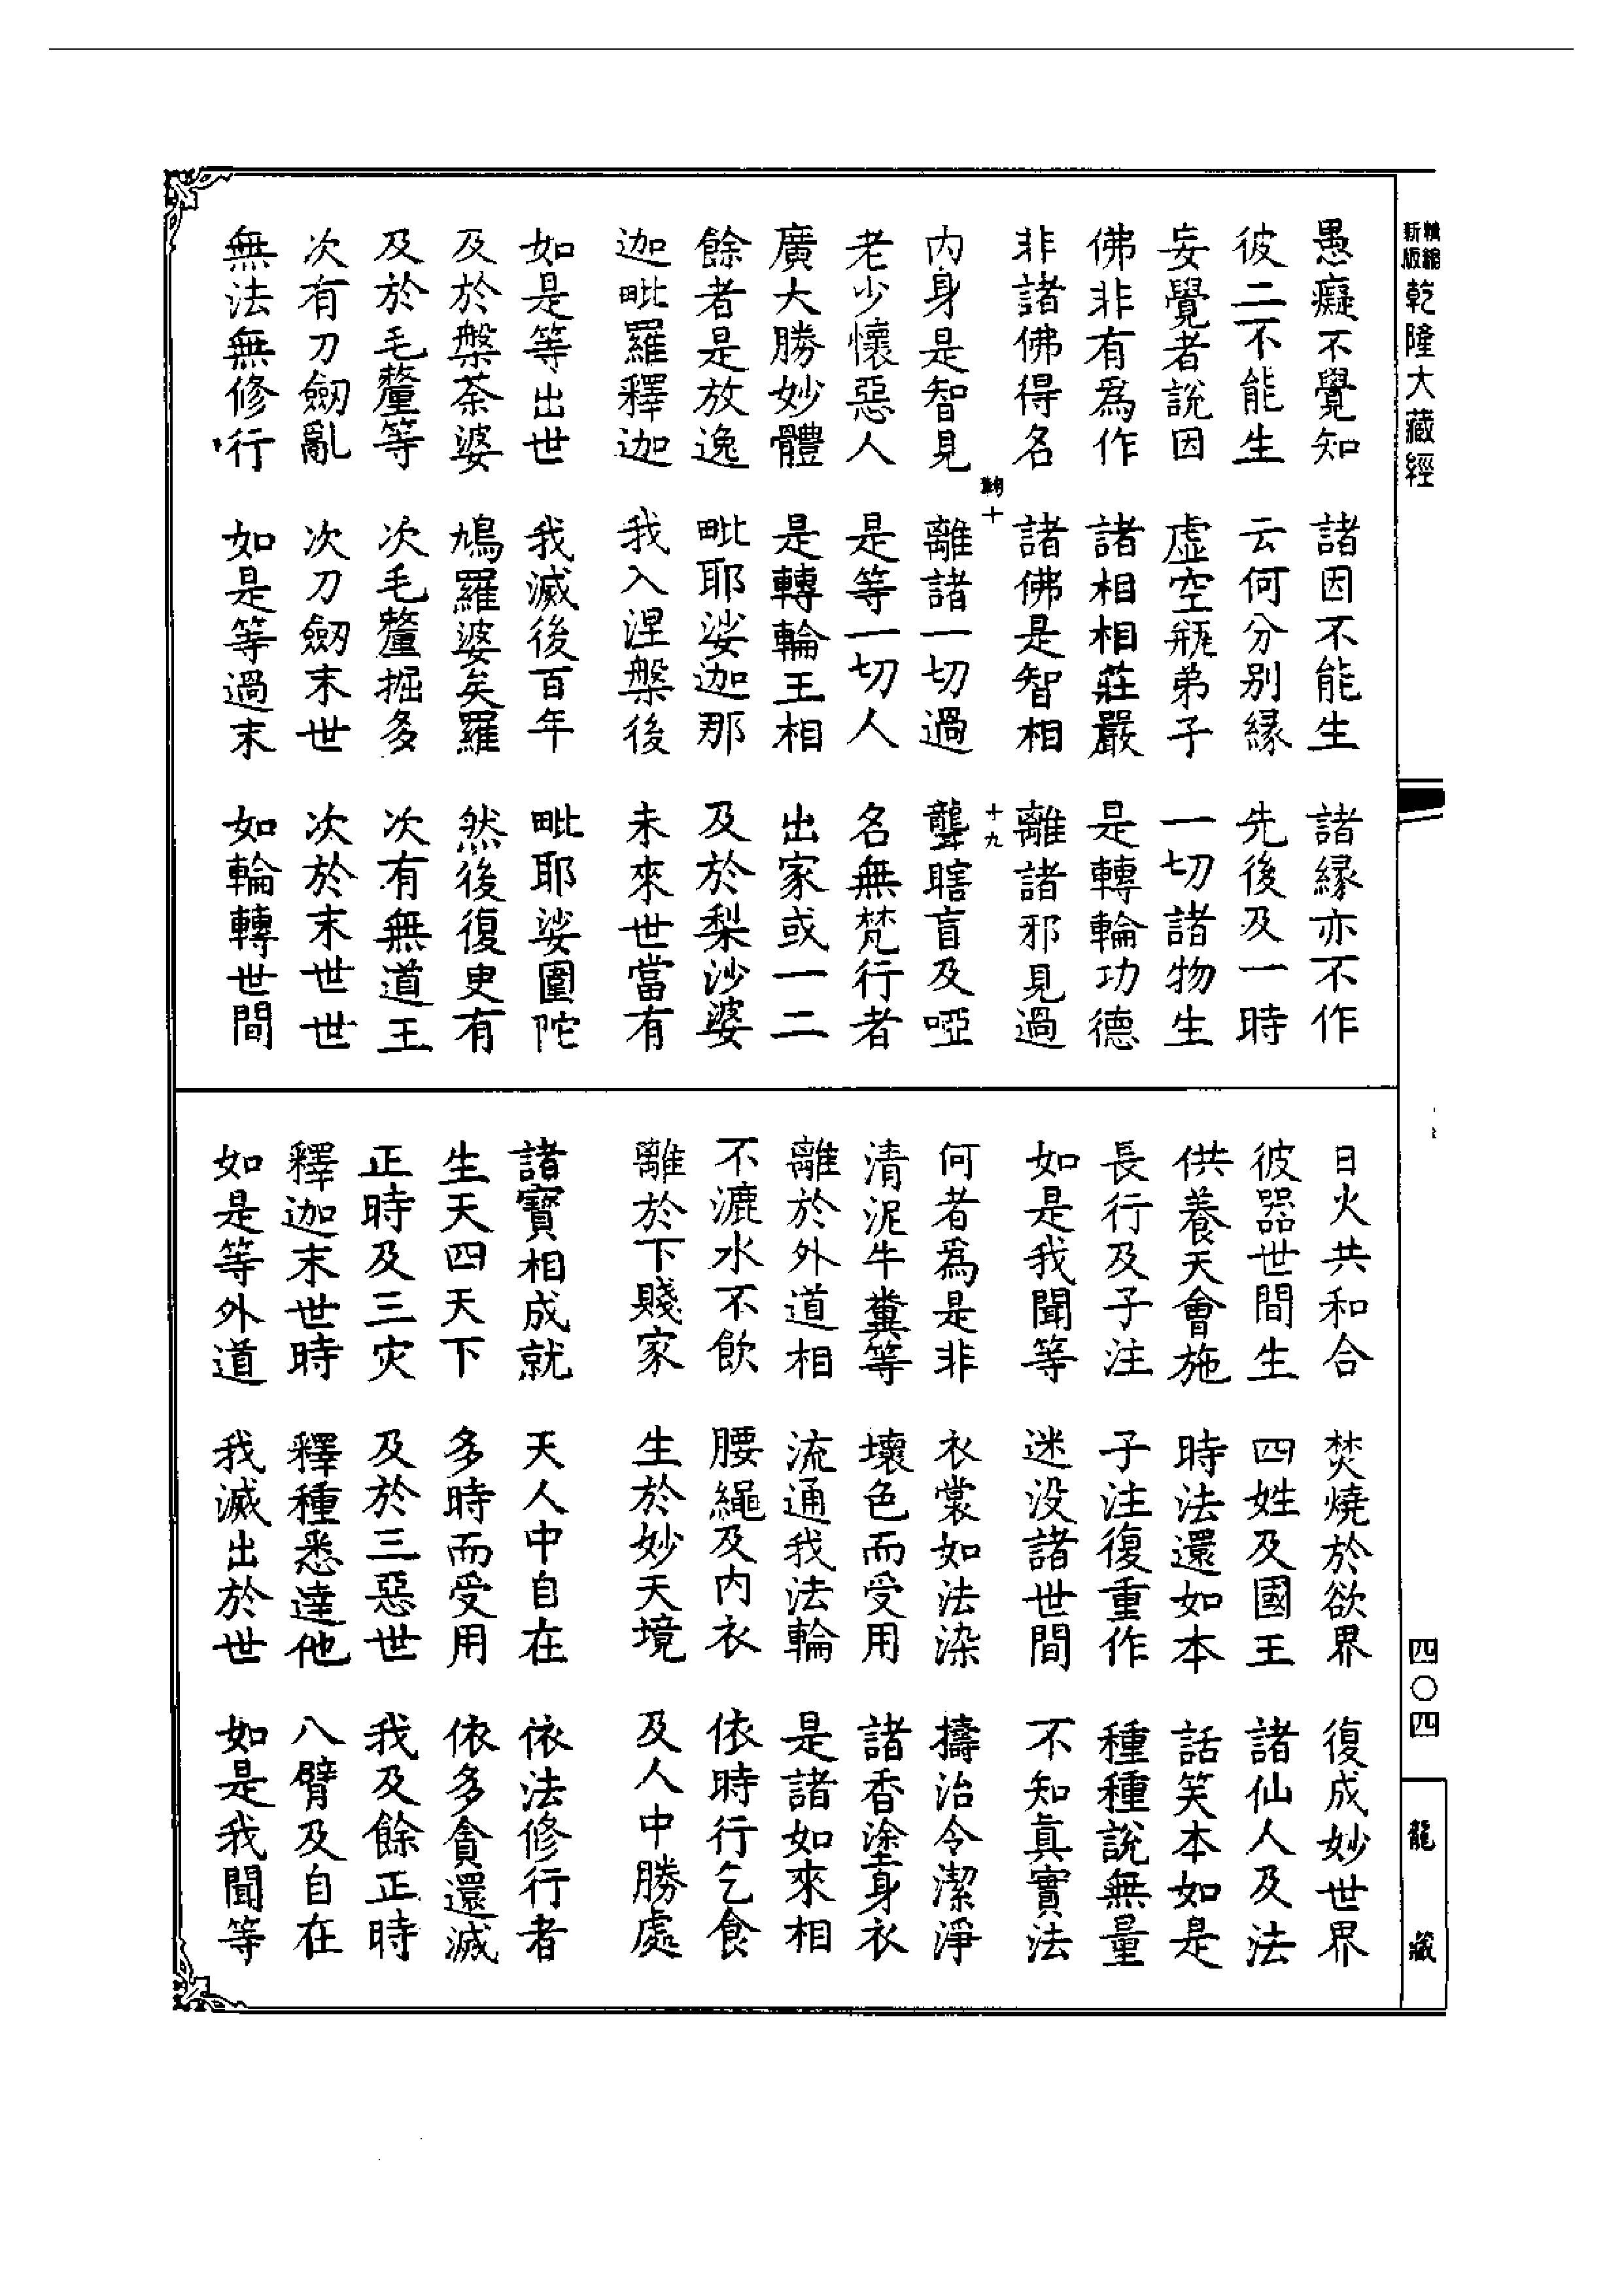 精縮新版乾隆大藏經
愚癡不覺知 諸因不能生 諸緣亦不作
彼二不能生 云何分別緣 先後及一時
妄覺者說因 虛空瓶弟子 一切諸物生
佛非有爲作 諸相相莊嚴 是轉輪功德
非諸佛得名 諸佛是智相 離諸邪見過
十 十九
內身是智見 離諸一切過 聾瞎盲及啞
老少懷惡人 是等一切人 名無梵行者
廣大勝妙體 是轉輪王相 出家或一二
餘者是放逸 毗耶娑迦那 及於梨沙婆
迦毗羅釋迦 我入涅槃後 未來世當有
如是等出世 我滅後百年 毗耶娑圍陀
及於槃荼婆 鳩羅婆矣羅 然後復更有
及於毛釐等 次毛釐掘多 次有無道王
次有刀劒亂 次刀劒末世 次於末世世
無法無修行 如是等過末 如輪轉世間
日火共和合 焚燒於欲界 復成妙世界
彼器世間生 四姓及國王 諸仙人及法
供養天會施 時法還如本 話笑本如是
長行及子注 子注復重作 種種說無量
如是我聞等 迷没諸世間 不知真實法
何者爲是非 衣裳如法染 擣治令潔淨
清泥牛糞等 壞色而受用 諸香塗身衣
離於外道相 流通我法輪 是諸如來相
不漉水不飲 腰繩及內衣 依時行乞食
離於下賤家 生於妙天境 及人中勝處
諸寶相成就 天人中自在 依法修行者
生天四天下 多時而受用 依多貪還滅
正時及三灾 及於三惡世 我及餘正時
釋迦末世時 釋種悉達他 八臂及自在
如是等外道 我滅出於世 如是我聞等
四〇四
龍藏